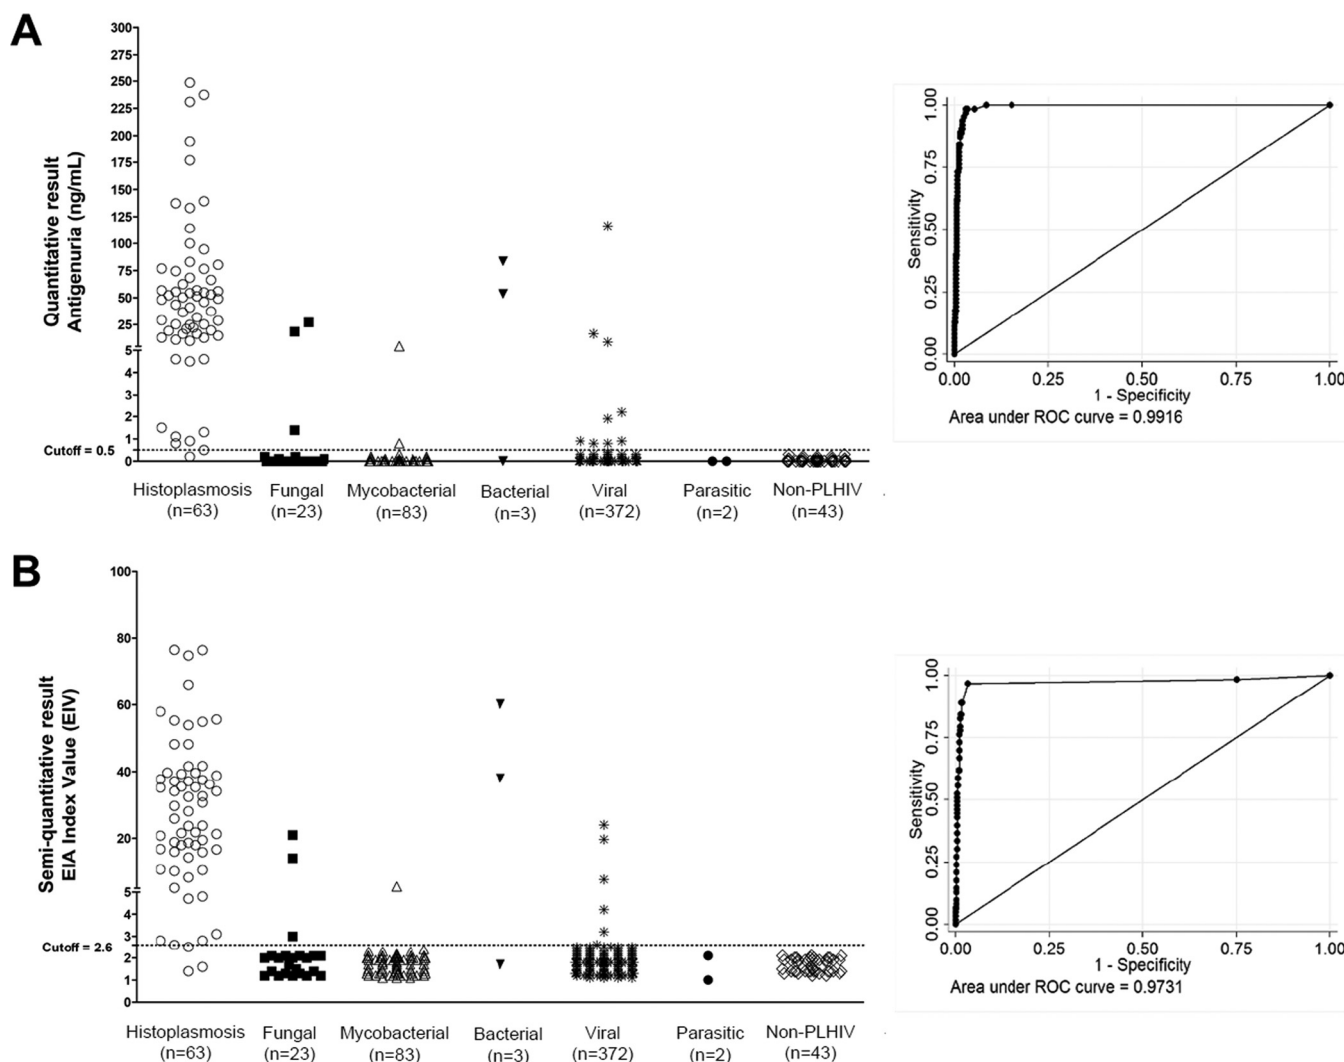 A
Quantitative result
Antigenuria (ng/mL)
300
275
250
225
200
175
150
125
100
75
50
25
5
4
3
2
1
0
Cutoff = 0.5
Histoplasmosis Fungal Mycobacterial Bacterial Viral Parasitic Non-PLHIV
(n=63) (n=23) (n=83) (n=3) (n=372) (n=2) (n=43)
Sensitivity
1.00
0.75
0.50
0.25
0.00
0.00 0.25 0.50 0.75 1.00
1 - Specificity
Area under ROC curve = 0.9916
B
Semi-quantitative result
EIA Index Value (EIV)
100
80
60
40
20
5
4
3
2
1
0
Cutoff = 2.6
Histoplasmosis Fungal Mycobacterial Bacterial Viral Parasitic Non-PLHIV
(n=63) (n=23) (n=83) (n=3) (n=372) (n=2) (n=43)
Sensitivity
1.00
0.75
0.50
0.25
0.00
0.00 0.25 0.50 0.75 1.00
1 - Specificity
Area under ROC curve = 0.9731